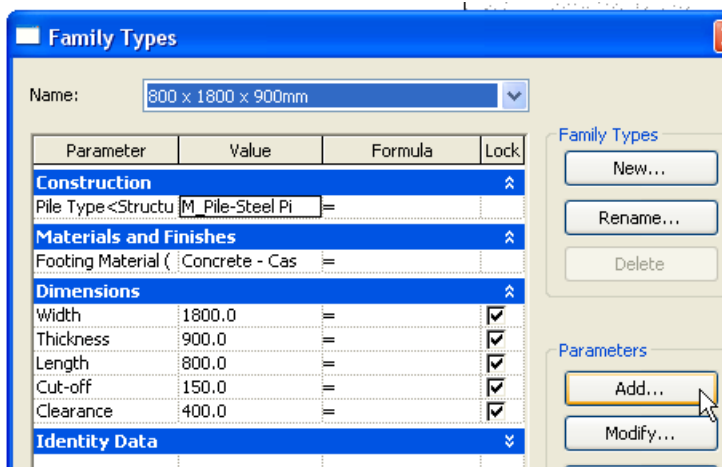 Family Types
Name: 800 x 1800 x 900mm
Family Types
Parameter Value Formula Lock
New...
Construction
Pile Type<Structu M_Pile-Steel Pi =
Rename...
Materials and Finishes
Footing Material ( Concrete - Cas =
Delete
Dimensions
Width 1800.0 =
Thickness 900.0 =
Parameters
Length 800.0 =
Cut-off 150.0 =
Add...
Clearance 400.0 =
Modify...
Identity Data